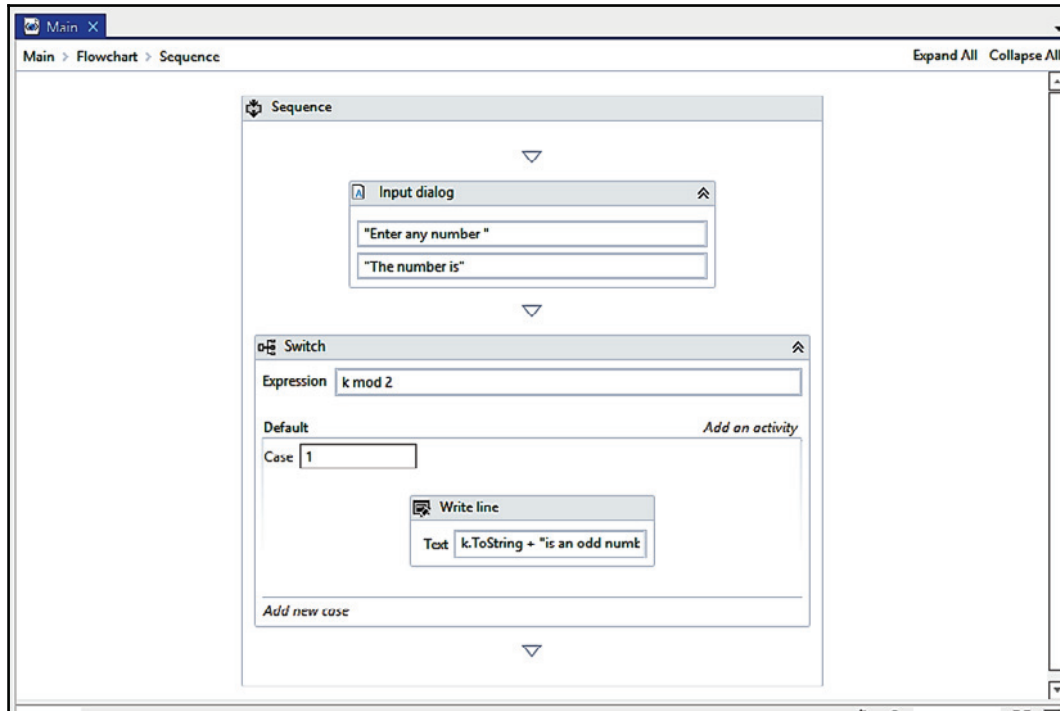 Main
Main > Flowchart > Sequence
Expand All Collapse All
Sequence
Input dialog
"Enter any number "
"The number is"
Switch
Expression k mod 2
Default Add an activity
Case 1
Write line
Text k.ToString + "is an odd numb
Add new case